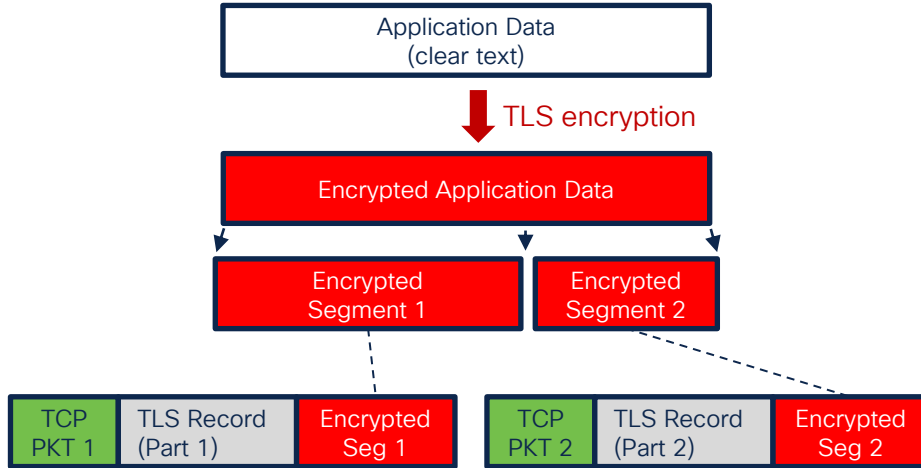 Application Data
(clear text)
TLS encryption
Encrypted Application Data
Encrypted
Segment 1
Encrypted
Segment 2
TCP
PKT 1
TLS Record
(Part 1)
Encrypted
Seg 1
TCP
PKT 2
TLS Record
(Part 2)
Encrypted
Seg 2